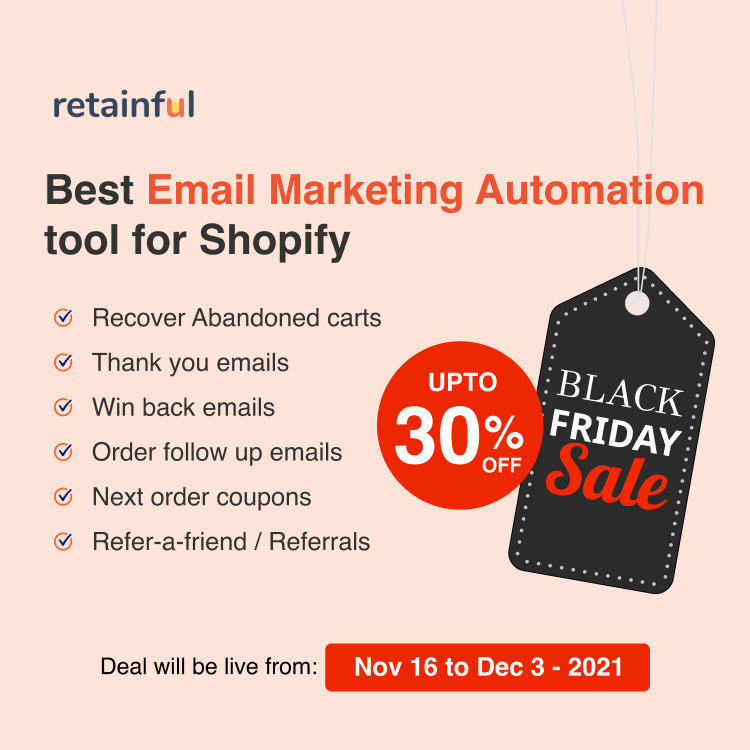 retainful
Best Email Marketing Automation
tool for Shopify
Recover Abandoned carts
Thank you emails
Win back emails
Order follow up emails
Next order coupons
Refer-a-friend / Referrals
UPTO
30%
OFF
BLACK
FRIDAY
Sale
Deal will be live from: Nov 16 to Dec 3 - 2021